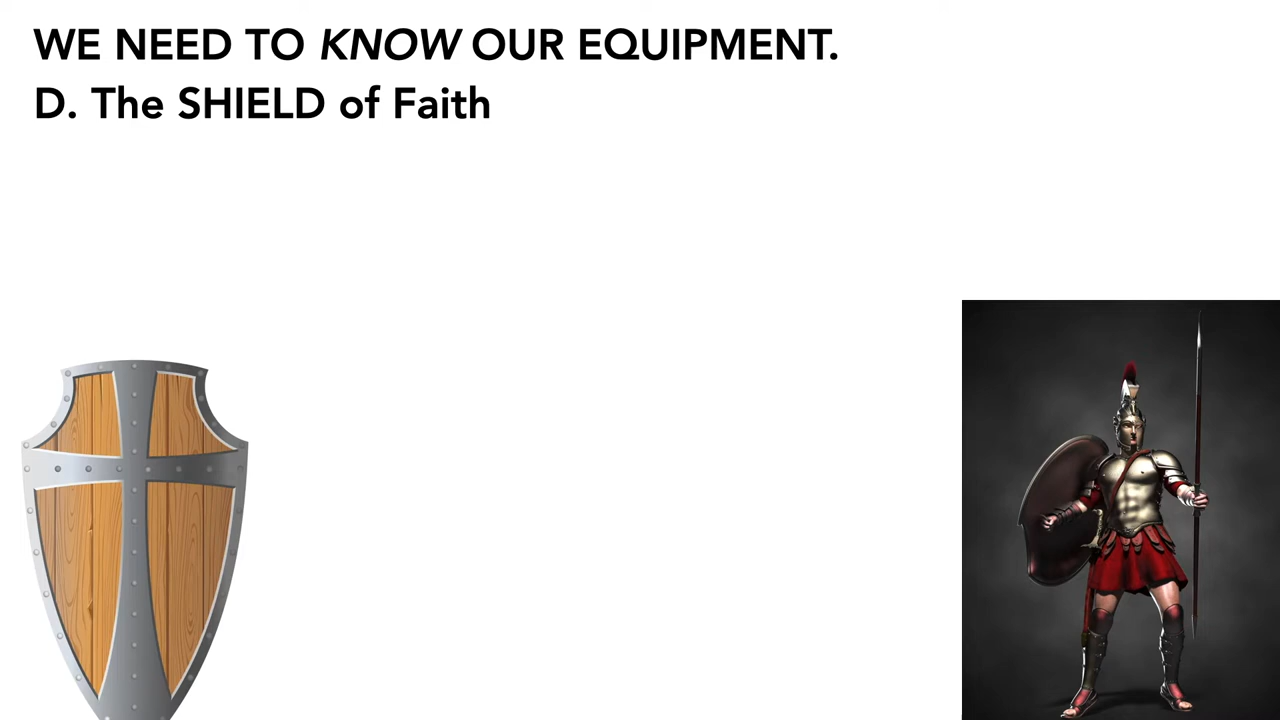 WE NEED TO KNOW OUR EQUIPMENT.
D. The SHIELD of Faith